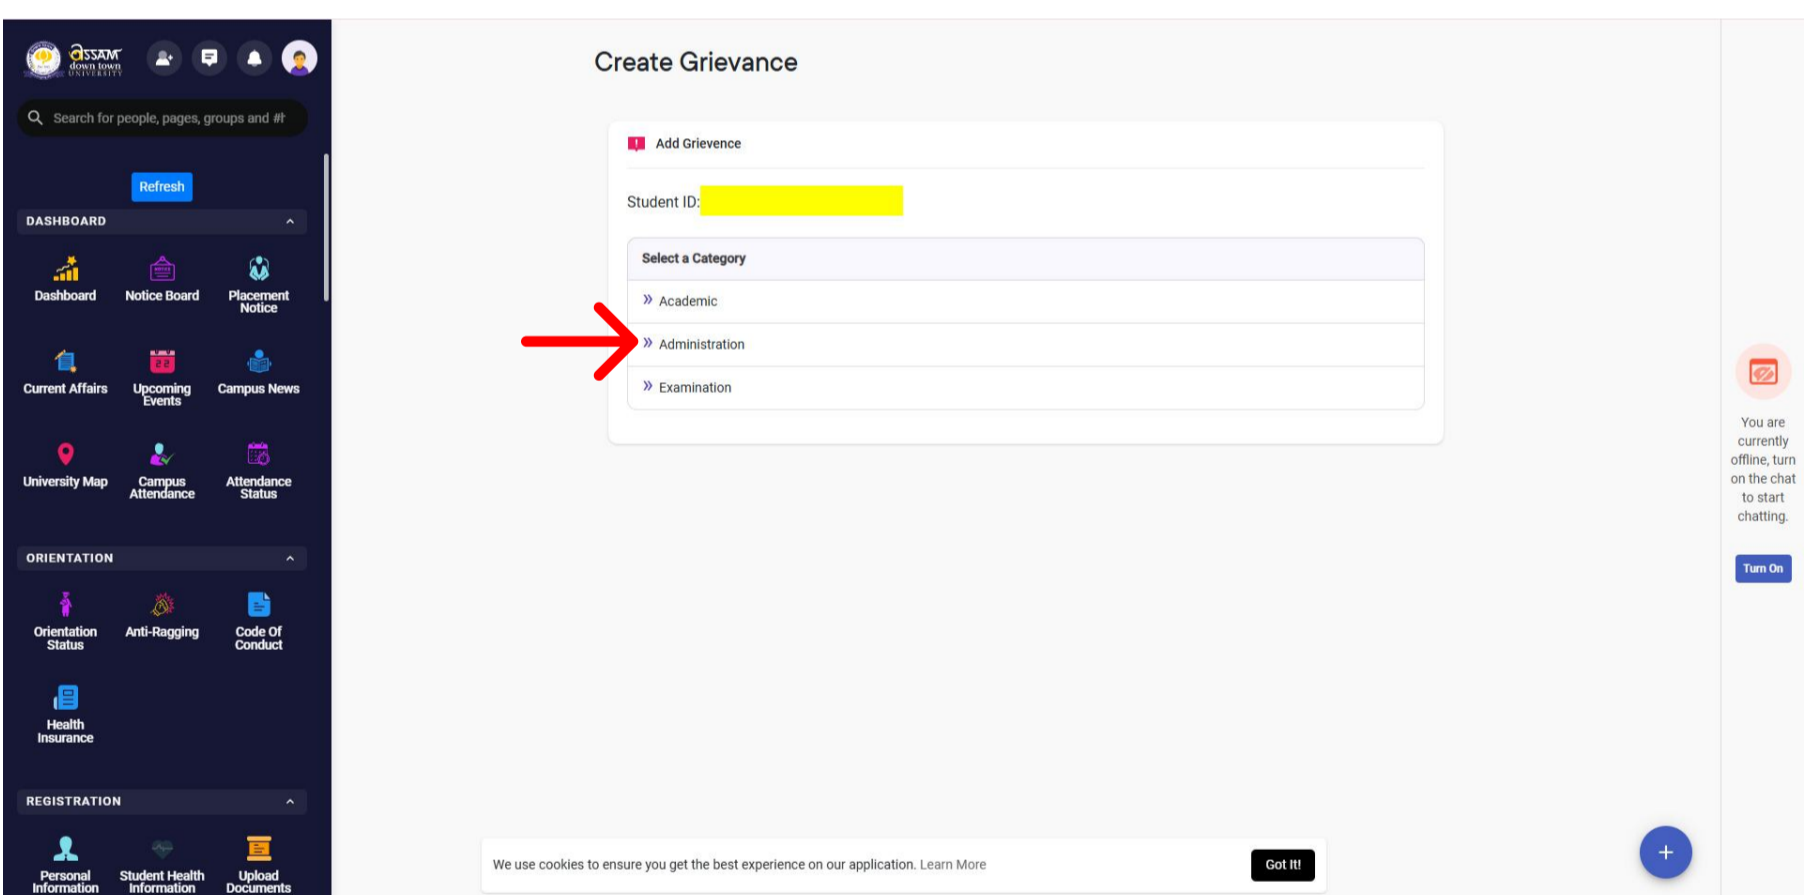 ASSAM
down town
UNIVERSITY
Search for people, pages, groups and #h
Refresh
DASHBOARD
Dashboard
Notice Board
Placement
Notice
Current Affairs
Upcoming
Events
Campus News
University Map
Campus
Attendance
Attendance
Status
ORIENTATION
Orientation
Status
Anti-Ragging
Code Of
Conduct
Health
Insurance
REGISTRATION
Personal
Information
Student Health
Information
Upload
Documents
Create Grievance
Add Grievence
Student ID:
Select a Category
» Academic
» Administration
» Examination
We use cookies to ensure you get the best experience on our application. Learn More
Got It!
You are
currently
offline, turn
on the chat
to start
chatting.
Turn On